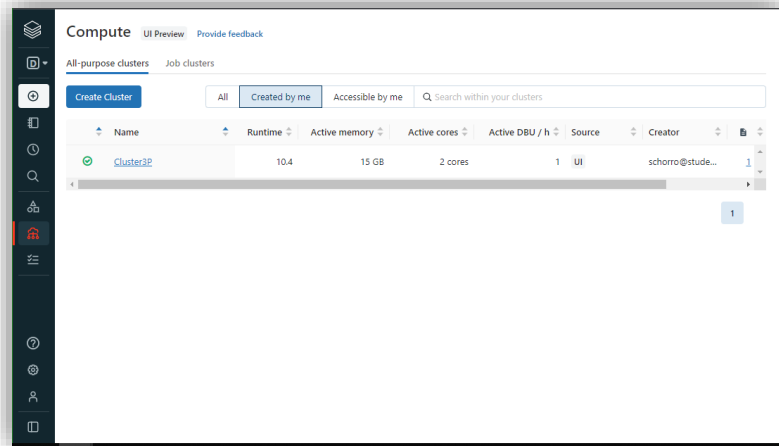 Compute UI Preview Provide feedback
D
All-purpose clusters Job clusters
Create Cluster All Created by me Accessible by me Search within your clusters
Name Runtime Active memory Active cores Active DBU / h Source Creator
Cluster3P 10.4 15 GB 2 cores 1 UI schorro@stude... 1
1